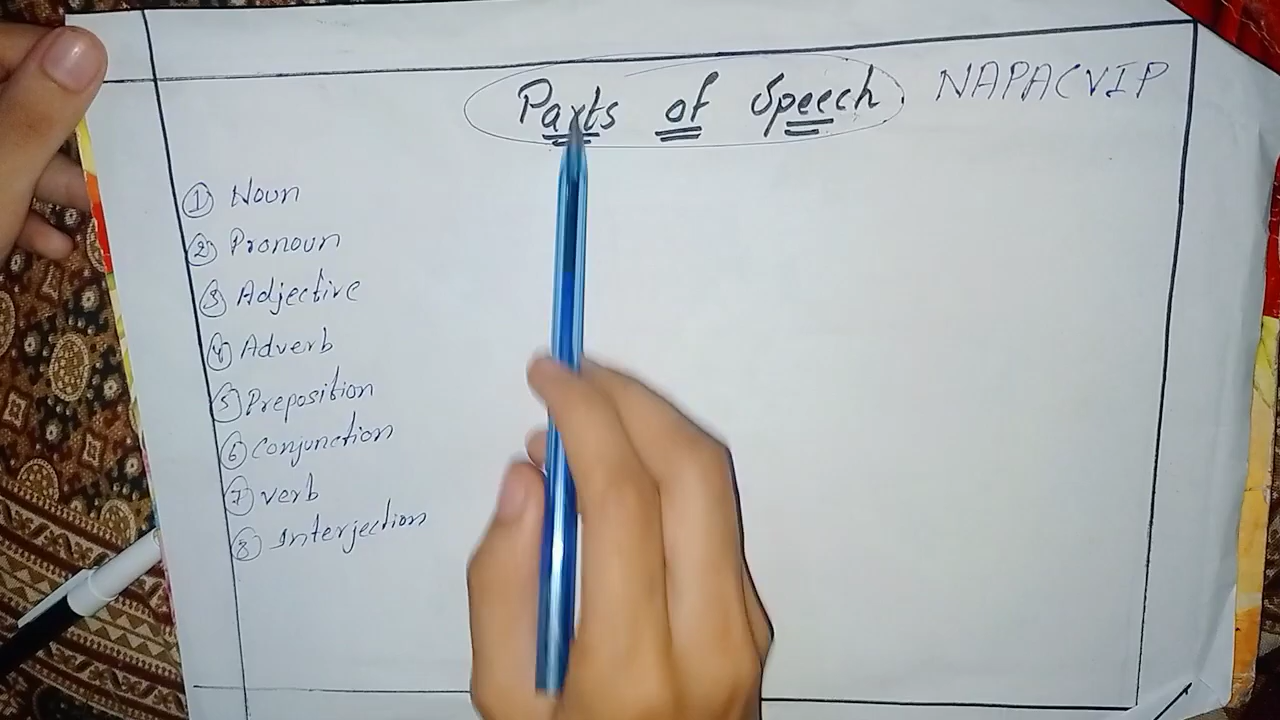 Parts of Speech NAPACVIP
1 Noun
2 Pronoun
3 Adjective
4 Adverb
5 Preposition
6 Conjunction
7 verb
8 Interjection